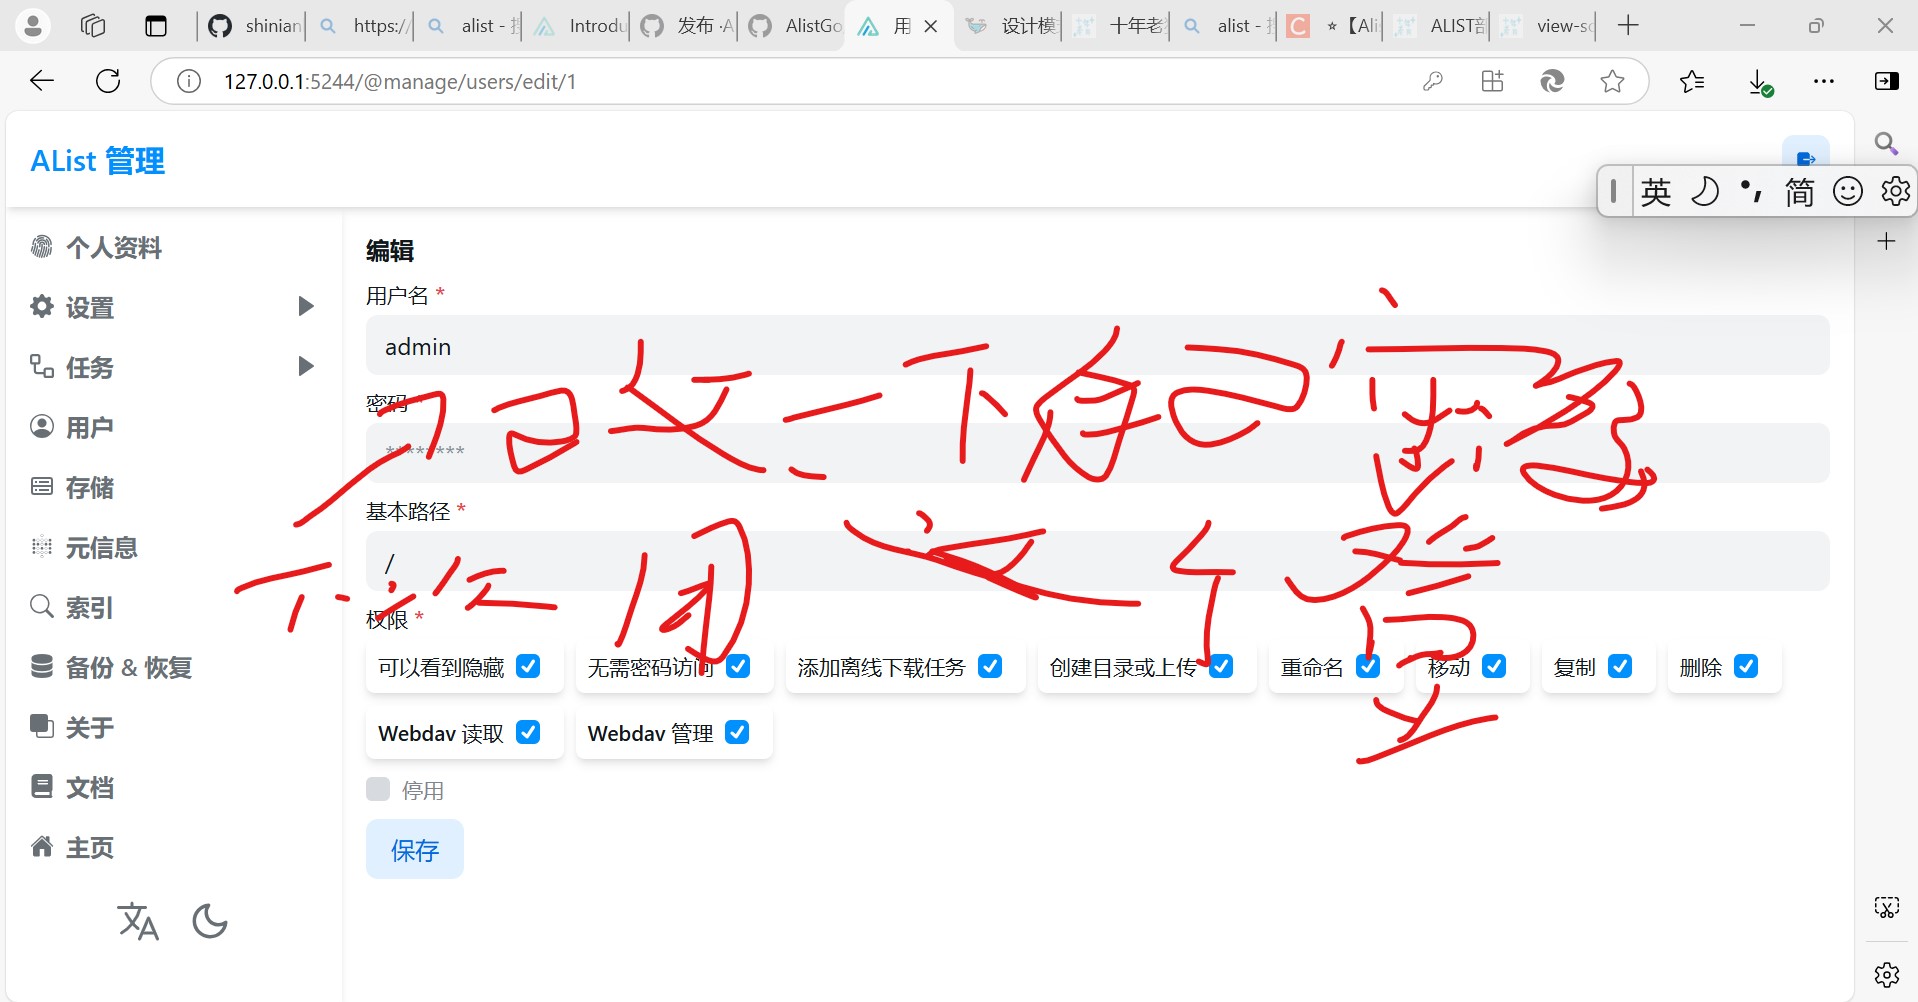 shinian
https://
alist - 搜
Introdu
发布 · A
AlistGo
用
设计模
十年老
alist - 搜
⭐【Ali
ALIST部
view-so
127.0.0.1:5244/@manage/users/edit/1
AList 管理
英
简
个人资料
设置
任务
用户
存储
元信息
索引
备份 & 恢复
关于
文档
主页
编辑
用户名 *
admin
密码 *
********
基本路径 *
/
权限 *
可以看到隐藏
无需密码访问
添加离线下载任务
创建目录或上传
重命名
移动
复制
删除
Webdav 读取
Webdav 管理
停用
保存
改一下自己密
不 用 这个登